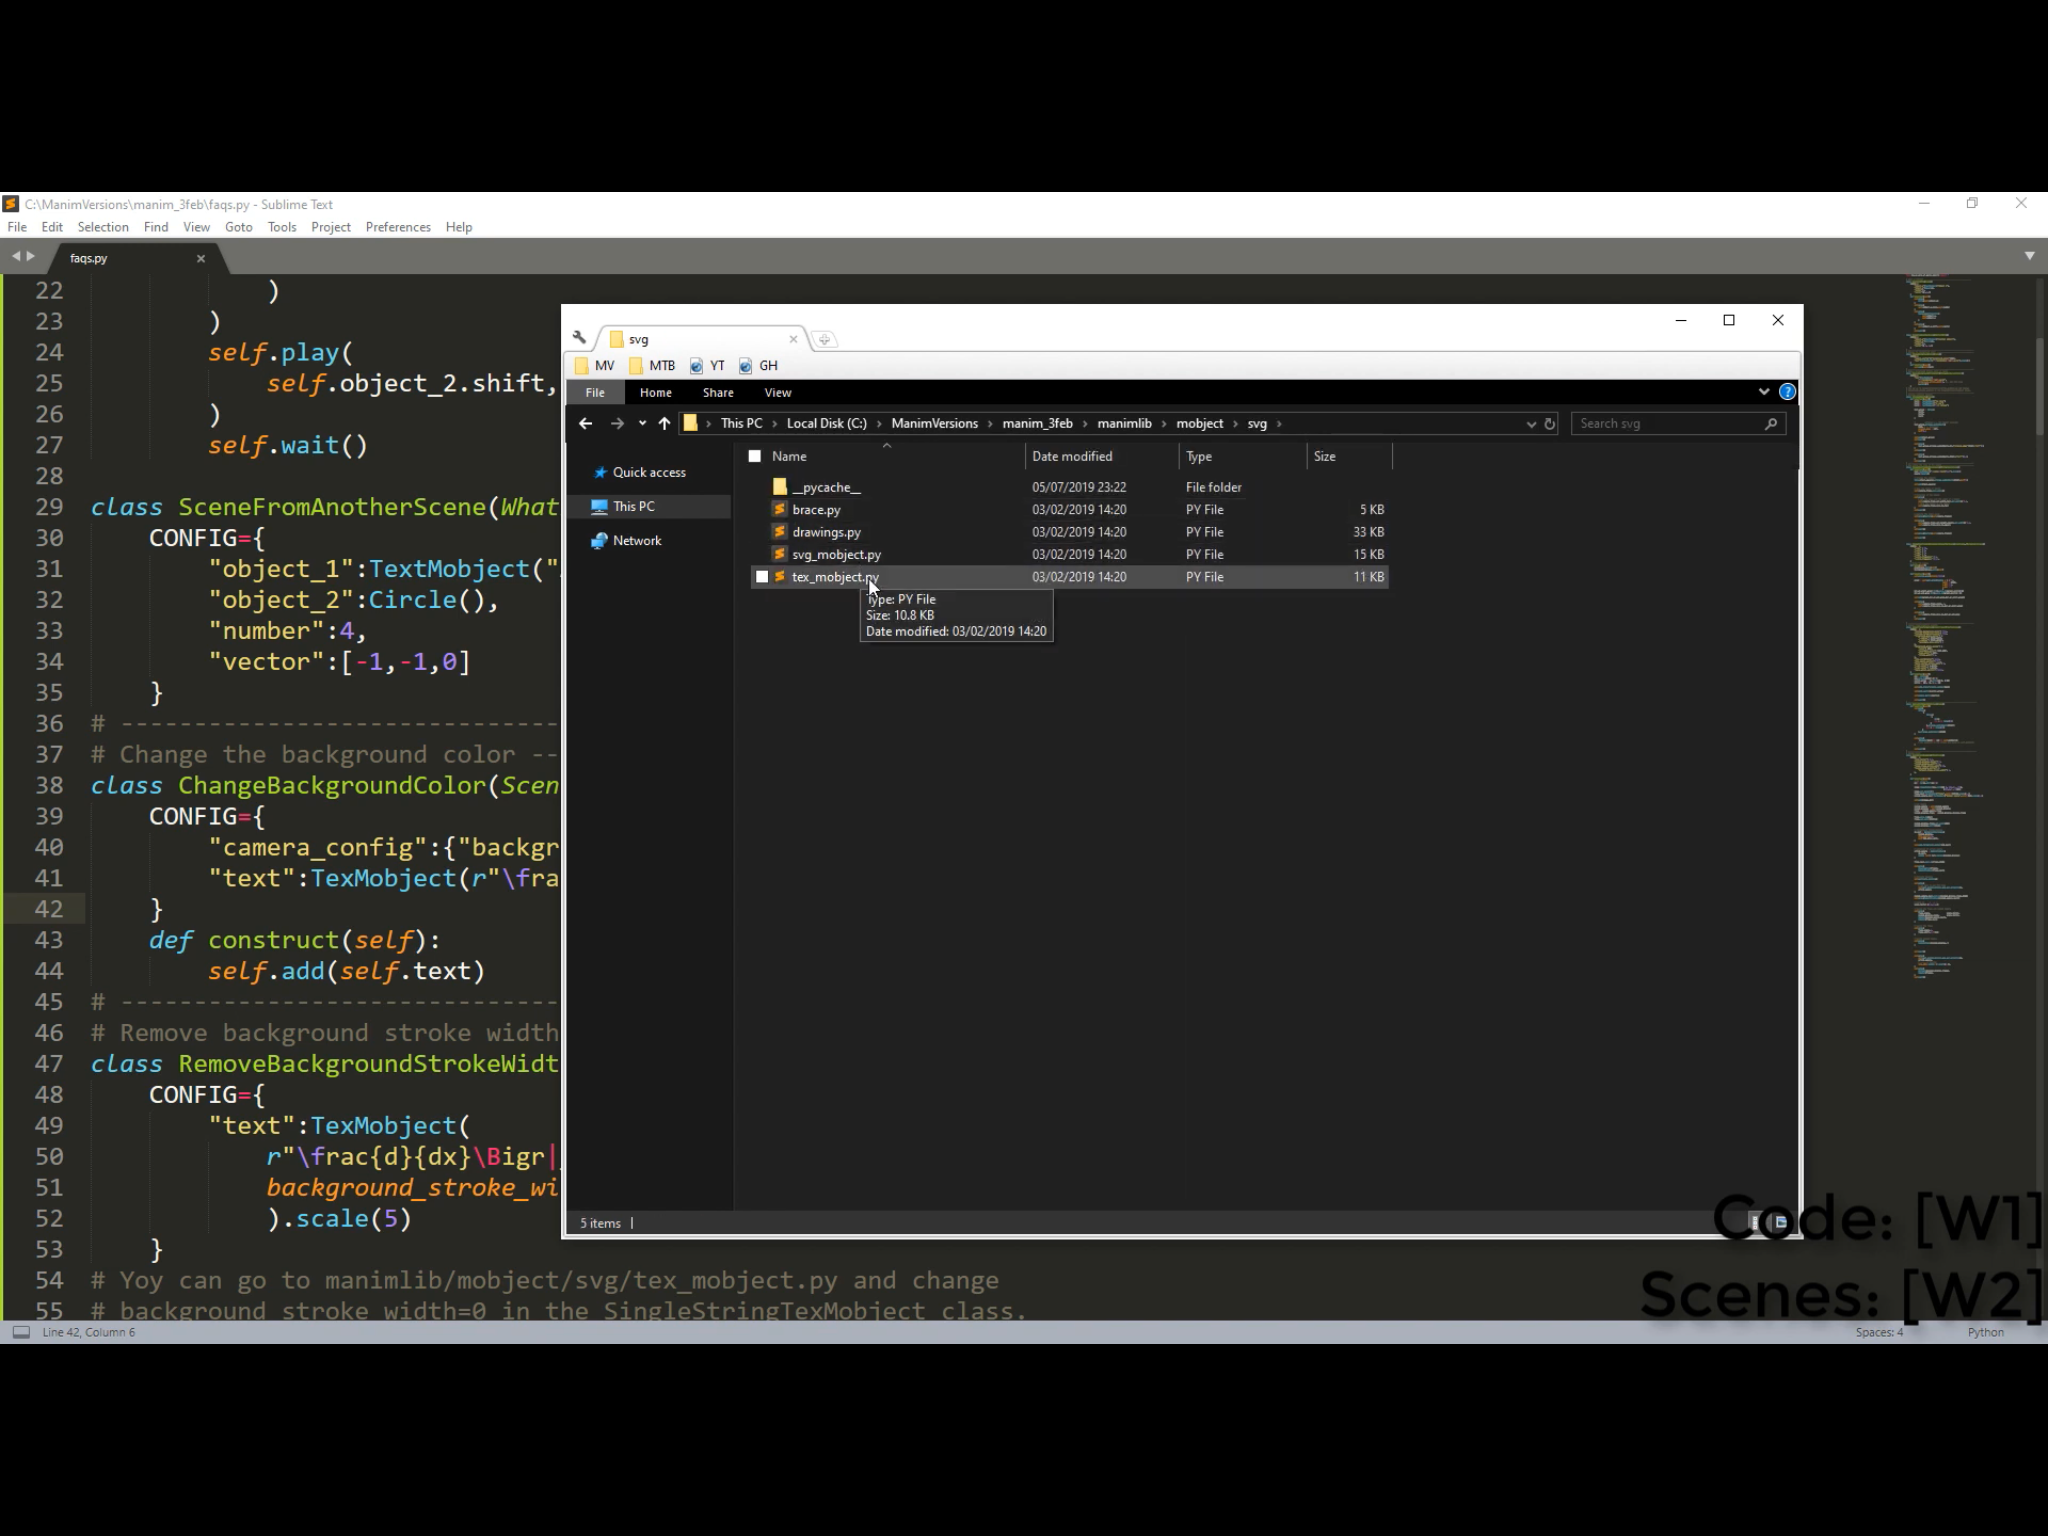 C:\ManimVersions\manim_3feb\faqs.py - Sublime Text
File Edit Selection Find View Goto Tools Project Preferences Help
faqs.py
22 )
23 )
24 self.play(
25 self.object_2.shift,
26 )
27 self.wait()
28
29 class SceneFromAnotherScene(What
30 CONFIG={
31 "object_1":TextMobject("
32 "object_2":Circle(),
33 "number":4,
34 "vector":[-1,-1,0]
35 }
36 # ------------------------------
37 # Change the background color --
38 class ChangeBackgroundColor(Scen
39 CONFIG={
40 "camera_config":{"backgr
41 "text":TexMobject(r"\fra
42 }
43 def construct(self):
44 self.add(self.text)
45 # ------------------------------
46 # Remove background stroke width
47 class RemoveBackgroundStrokeWidt
48 CONFIG={
49 "text":TexMobject(
50 r"\frac{d}{dx}\Bigr|
51 background_stroke_wi
52 ).scale(5)
53 }
54 # Yoy can go to manimlib/mobject/svg/tex_mobject.py and change
55 # background stroke width=0 in the SingleStringTexMobject class.
Line 42, Column 6
Spaces: 4 Python
svg
MV MTB YT GH
File Home Share View
This PC > Local Disk (C:) > ManimVersions > manim_3feb > manimlib > mobject > svg >
Search svg
Quick access
This PC
Network
Name Date modified Type Size
__pycache__ 05/07/2019 23:22 File folder
brace.py 03/02/2019 14:20 PY File 5 KB
drawings.py 03/02/2019 14:20 PY File 33 KB
svg_mobject.py 03/02/2019 14:20 PY File 15 KB
tex_mobject.py 03/02/2019 14:20 PY File 11 KB
Type: PY File
Size: 10.8 KB
Date modified: 03/02/2019 14:20
5 items
Code: [W1]
Scenes: [W2]